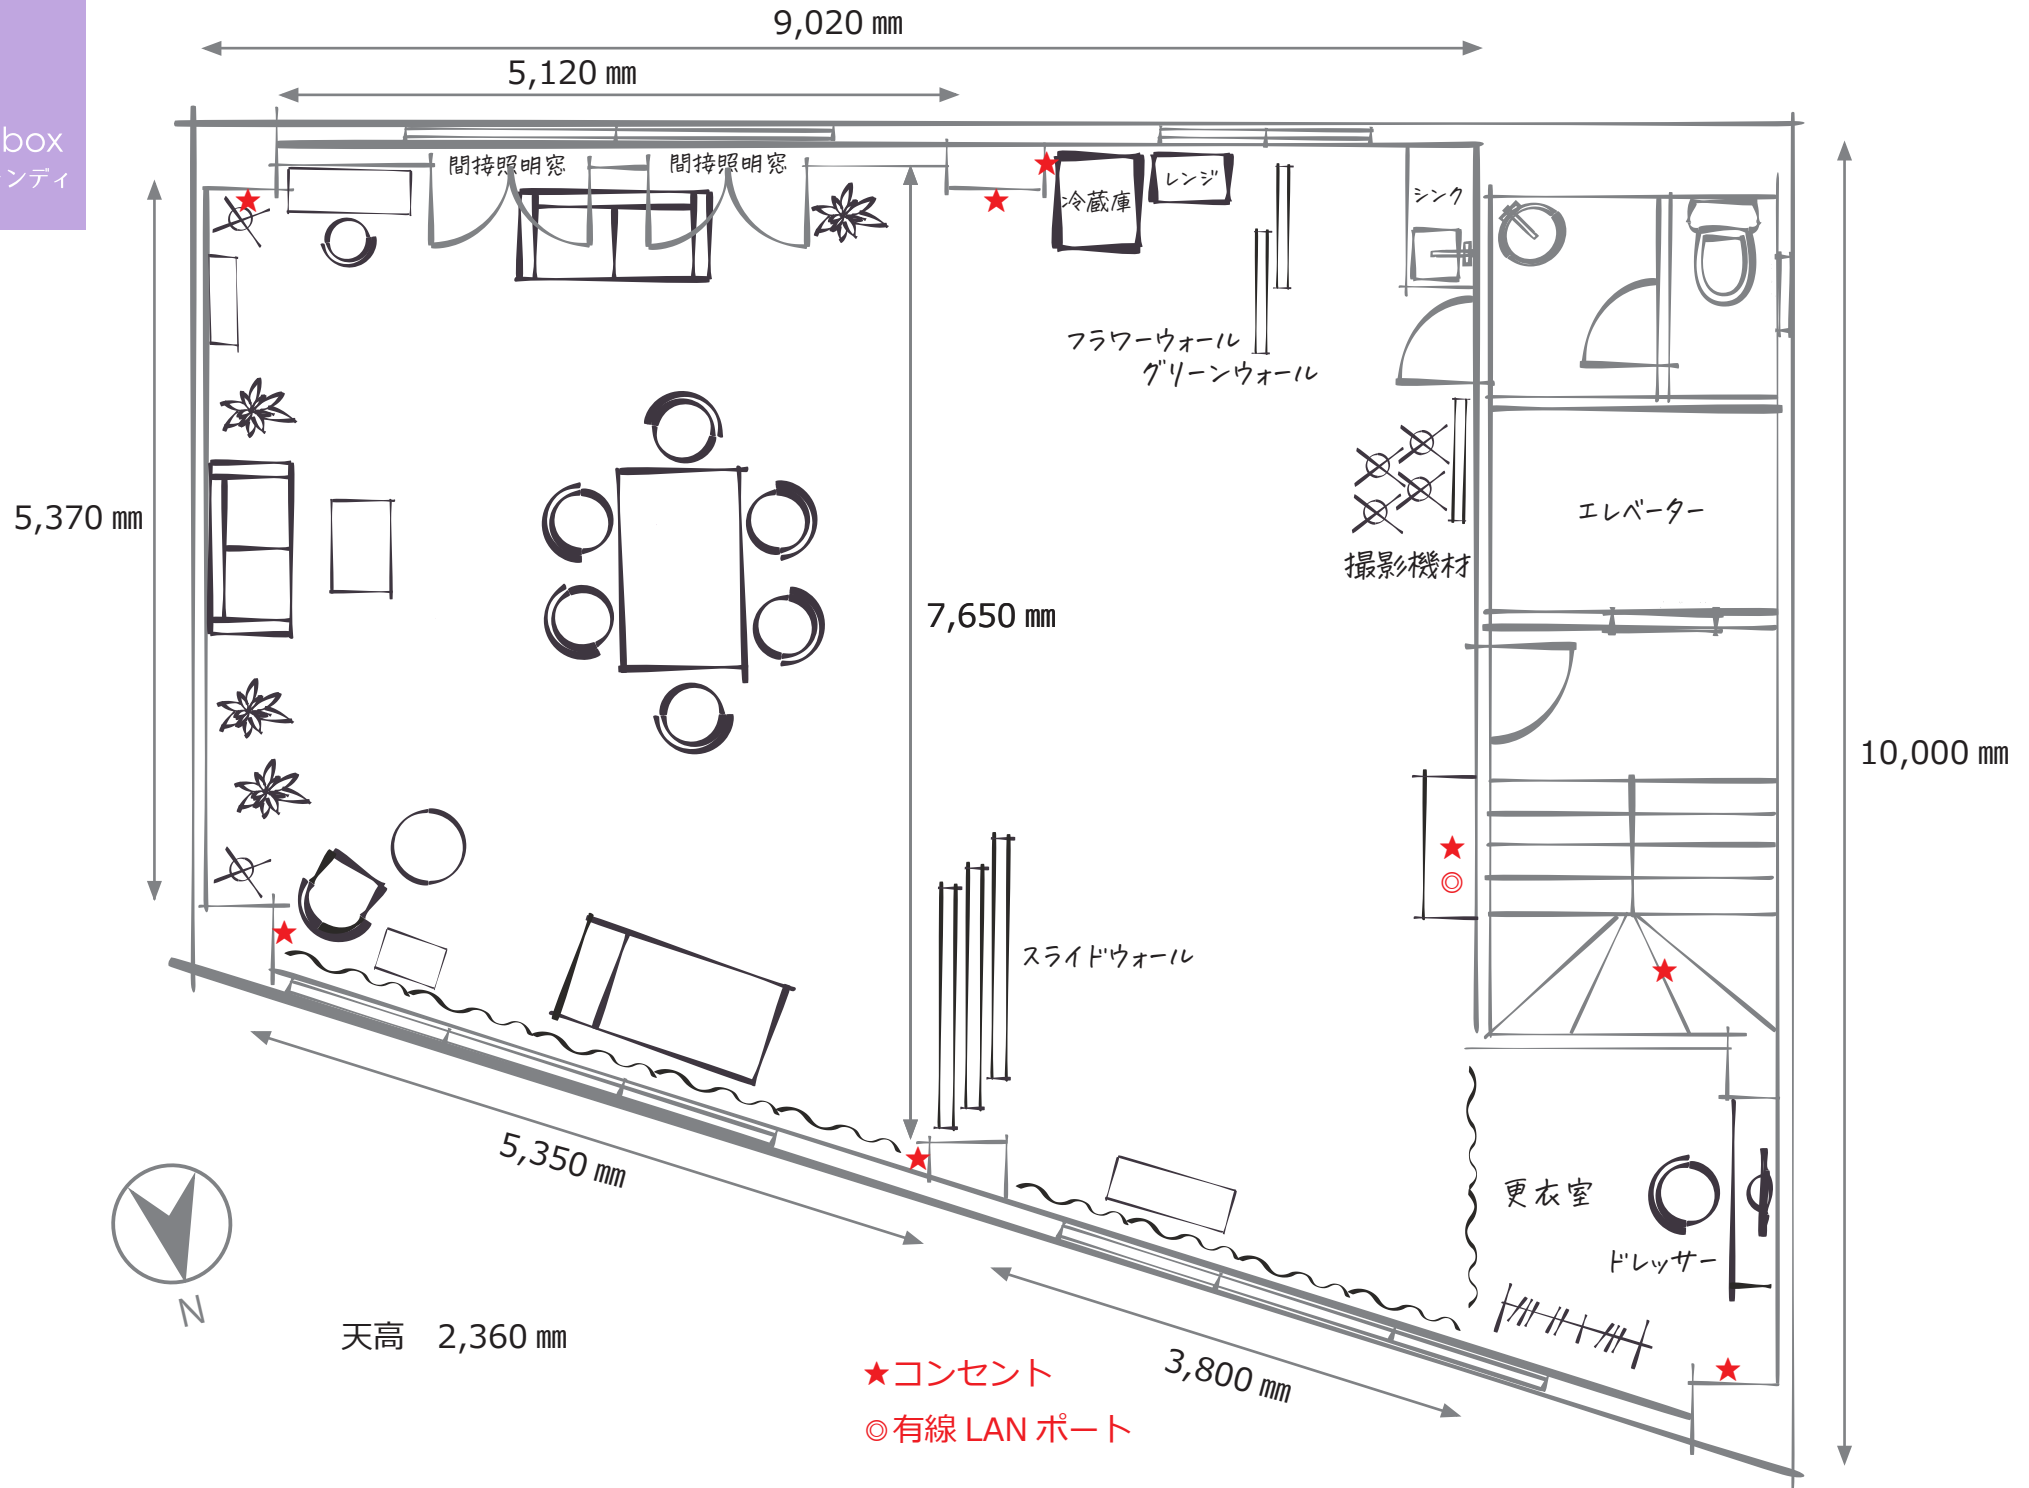 box
ンディ
9,020 ㎜
5,120 ㎜
間接照明窓
間接照明窓
冷蔵庫
レンジ
シンク
フラワーウォール
グリーンウォール
5,370 ㎜
エレベーター
撮影機材
7,650 ㎜
10,000 ㎜
スライドウォール
5,350 ㎜
更衣室
ドレッサー
N
天高　2,360 ㎜
3,800 ㎜
★コンセント
◎有線 LAN ポート